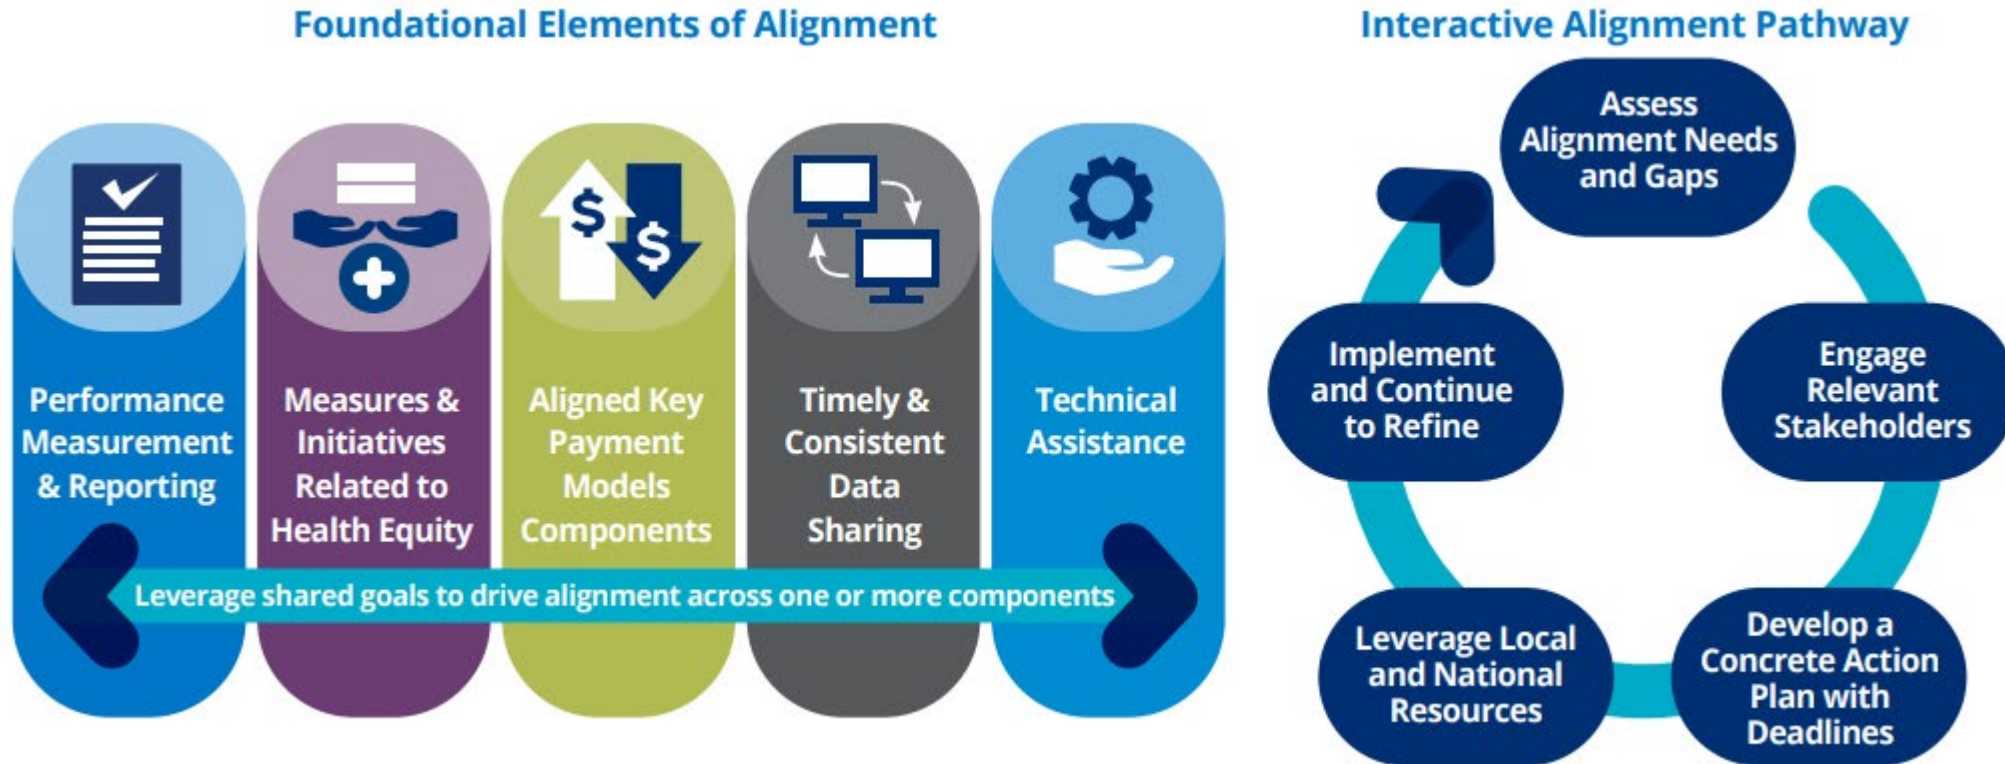 Foundational Elements of Alignment
Performance
Measurement
& Reporting
Measures &
Initiatives
Related to
Health Equity
$
$
Aligned Key
Payment
Models
Components
Timely &
Consistent
Data
Sharing
Technical
Assistance
Leverage shared goals to drive alignment across one or more components
Interactive Alignment Pathway
Assess
Alignment Needs
and Gaps
Engage
Relevant
Stakeholders
Develop a
Concrete Action
Plan with
Deadlines
Leverage Local
and National
Resources
Implement
and Continue
to Refine